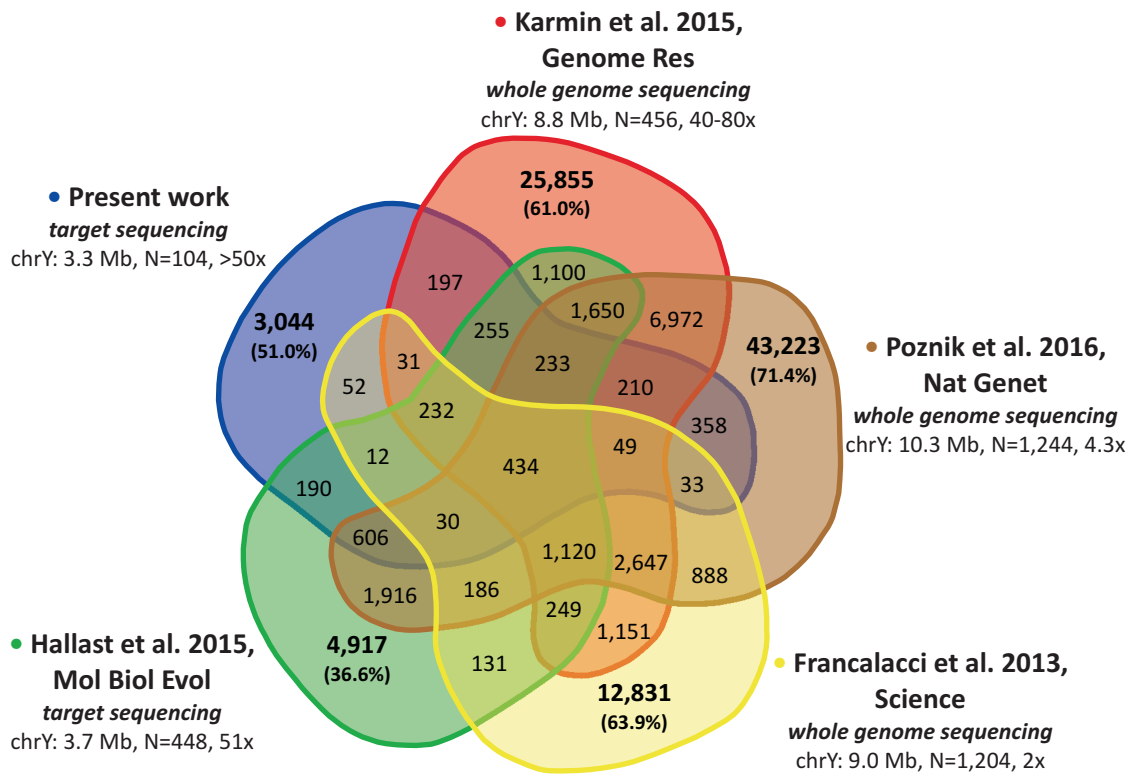 • Karmin et al. 2015,
Genome Res
whole genome sequencing
chrY: 8.8 Mb, N=456, 40-80x
• Present work
target sequencing
chrY: 3.3 Mb, N=104, >50x
• Poznik et al. 2016,
Nat Genet
whole genome sequencing
chrY: 10.3 Mb, N=1,244, 4.3x
• Hallast et al. 2015,
Mol Biol Evol
target sequencing
chrY: 3.7 Mb, N=448, 51x
• Francalacci et al. 2013,
Science
whole genome sequencing
chrY: 9.0 Mb, N=1,204, 2x
25,855
(61.0%)
197
1,100
1,650
6,972
3,044
(51.0%)
255
43,223
(71.4%)
31
233
52
210
232
358
12
434
49
190
33
30
606
1,120
2,647
888
1,916
186
249
1,151
4,917
(36.6%)
131
12,831
(63.9%)